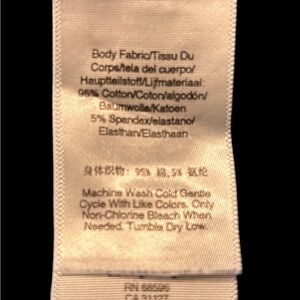 Body Fabric/Tissu Du
Corps/tela del cuerpo/
Hauptteilstoff/Lijfmateriaal:
95% Cotton/Coton/algodón/
Baumwolle/Katoen
5% Spandex/elastano/
Elasthan/Elasthaan
身体织物: 95% 棉, 5% 氨纶
Machine Wash Cold Gentle
Cycle With Like Colors. Only
Non-Chlorine Bleach When
Needed. Tumble Dry Low.
RN 68596
CA 31127